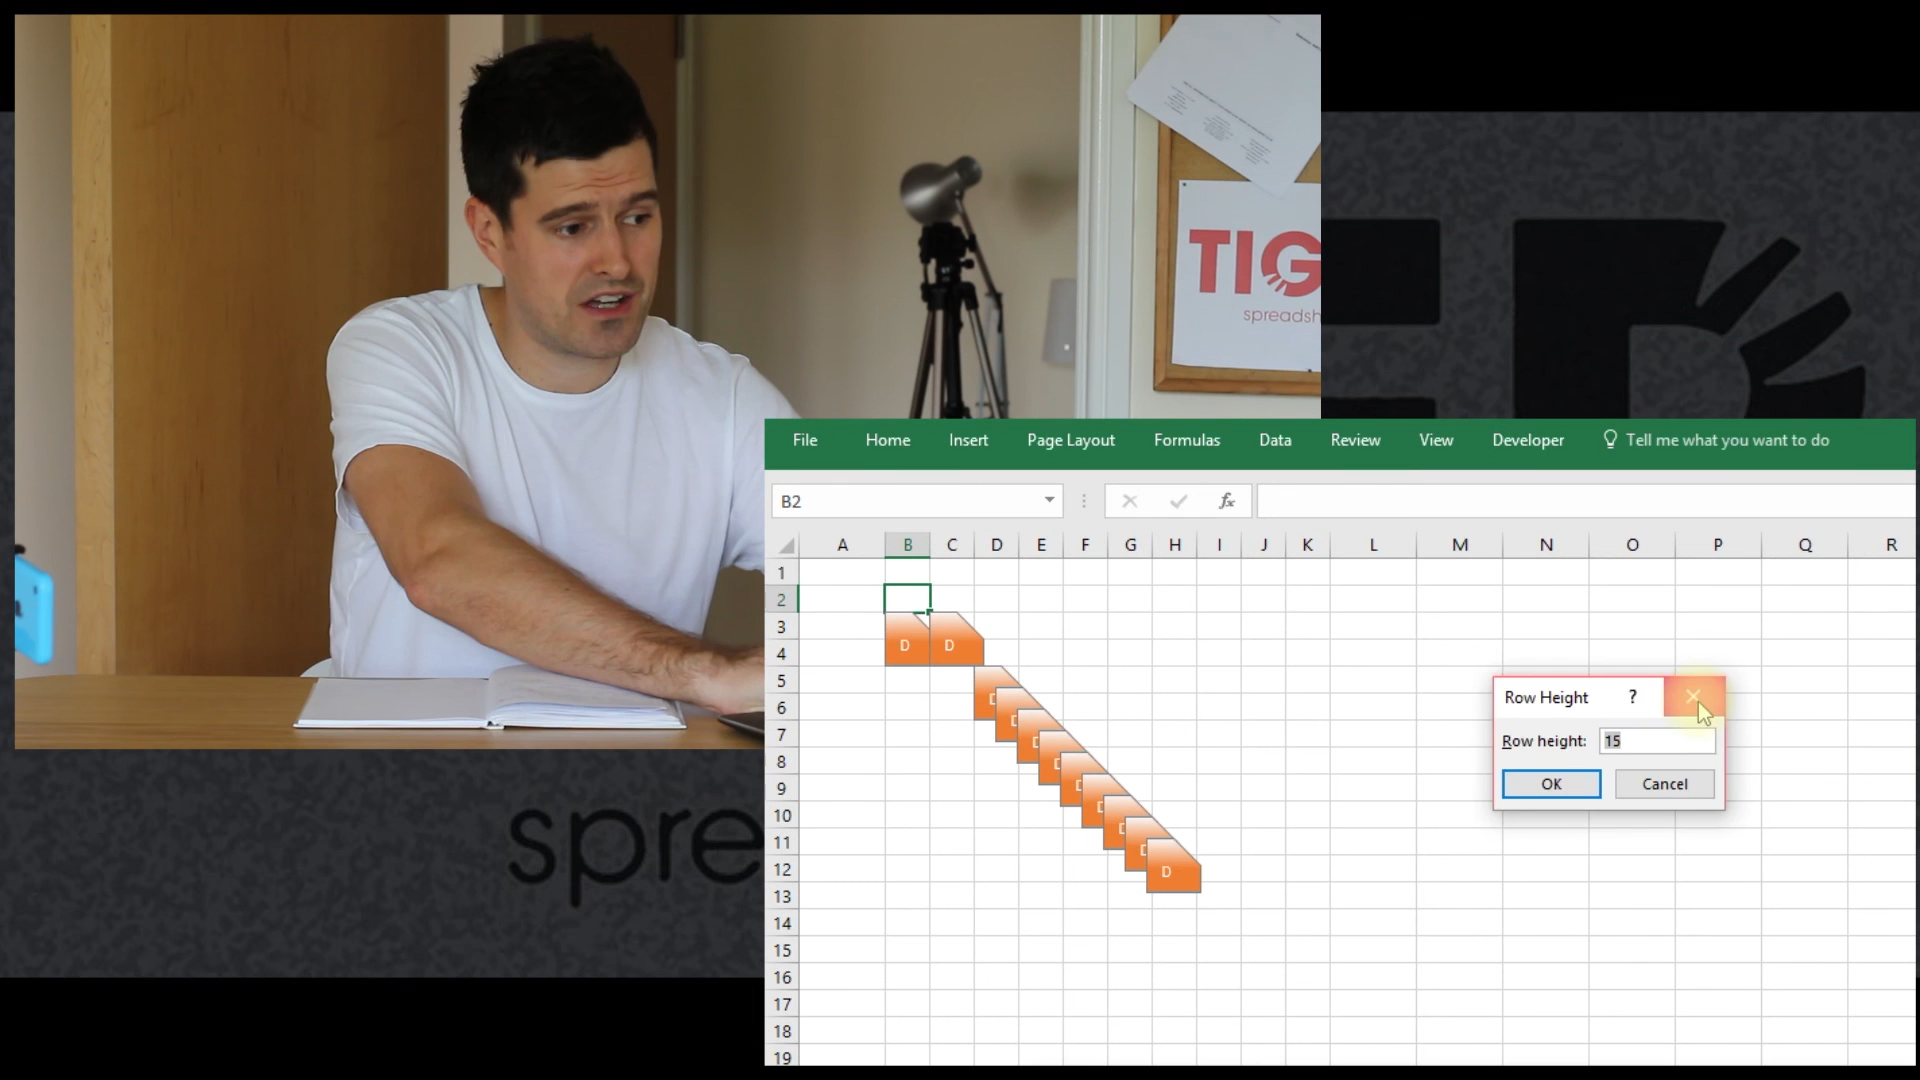 TIG
spreadsh
spre
File Home Insert Page Layout Formulas Data Review View Developer Tell me what you want to do
B2 fx
A B C D E F G H I J K L M N O P Q R
1
2
3
D D
4
5
6
7
8
9
10
11
12
D
13
14
15
16
17
18
19
Row Height ?
Row height: 15
OK Cancel